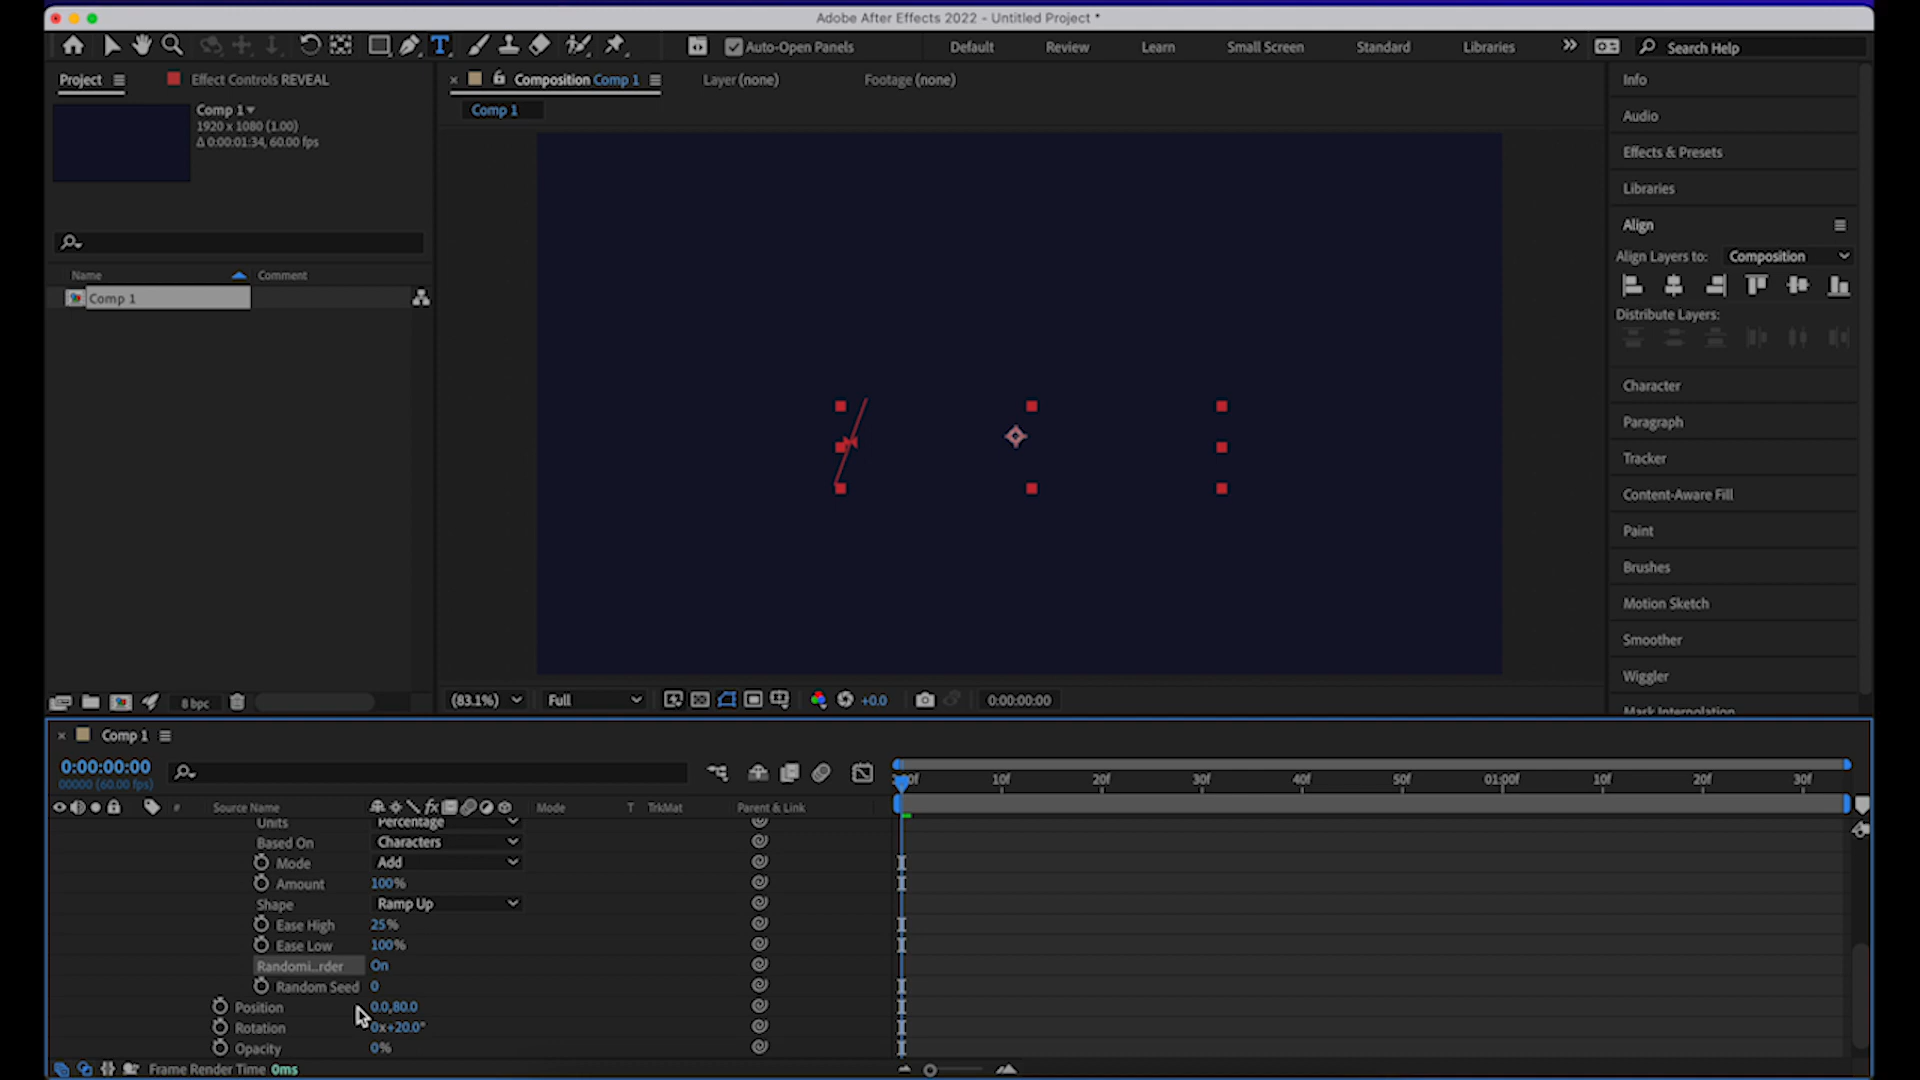 Adobe After Effects 2022 - Untitled Project *
Auto-Open Panels
Default
Review
Learn
Small Screen
Standard
Libraries
Search Help
Project
Effect Controls REVEAL
Comp 1
1920 x 1080 (1.00)
Δ 0:00:01:34, 60.00 fps
Name
Comment
Comp 1
8 bpc
Composition Comp 1
Layer (none)
Footage (none)
Comp 1
(83.1%)
Full
+0.0
0:00:00:00
Info
Audio
Effects & Presets
Libraries
Align
Align Layers to: Composition
Distribute Layers:
Character
Paragraph
Tracker
Content-Aware Fill
Paint
Brushes
Motion Sketch
Smoother
Wiggler
Mask Interpolation
Comp 1
0:00:00:00
00000 (60.00 fps)
10f 20f 30f 40f 50f 01:00f 10f 20f 30f
# Source Name fx Mode T TrkMat Parent & Link
Units Percentage
Based On Characters
Mode Add
Amount 100%
Shape Ramp Up
Ease High 25%
Ease Low 100%
Randomi..rder On
Random Seed 0
Position 0.0,80.0
Rotation 0x+20.0°
Opacity 0%
Frame Render Time 0ms